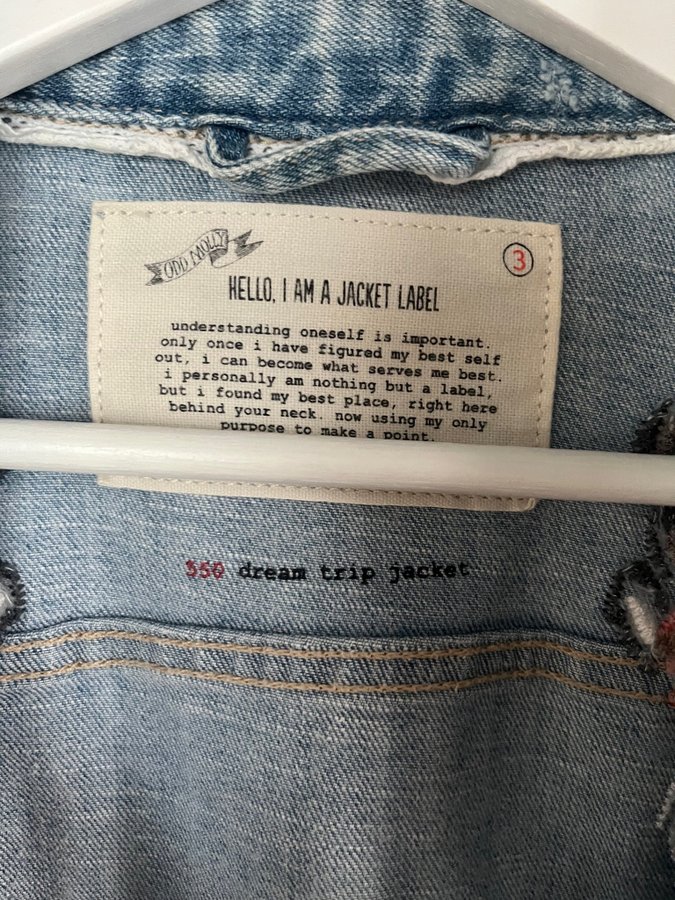 ODD MOLLY
3
HELLO, I AM A JACKET LABEL
understanding oneself is important.
only once i have figured my best self
out, i can become what serves me best.
i personally am nothing but a label,
but i found my best place, right here
behind your neck. now using my only
purpose to make a point.
550 dream trip jacket